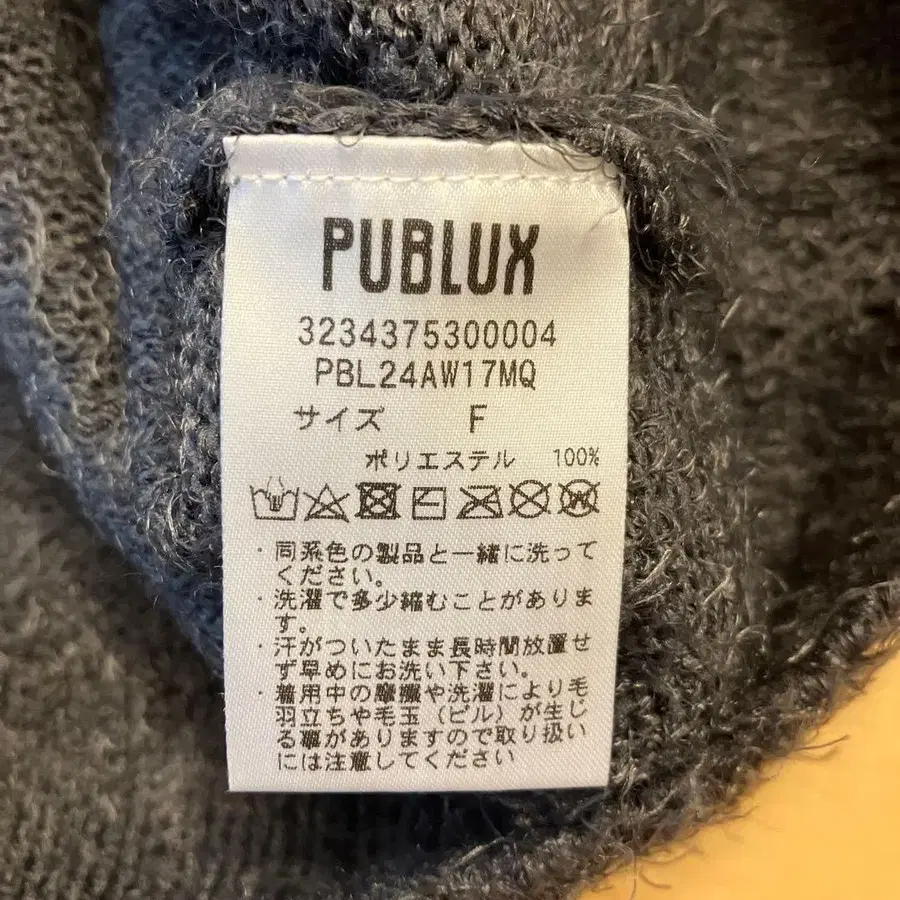 PUBLUX
3234375300004
PBL24AW17MQ
サイズ F
ポリエステル 100%
・同系色の製品と一緒に洗って
ください。
・洗濯で多少縮むことがありま
す。
・汗がついたまま長時間放置せ
ず早めにお洗い下さい。
・着用中の摩擦や洗濯により毛
羽立ちや毛玉（ピル）が生じ
る事がありますので取り扱い
には注意してください